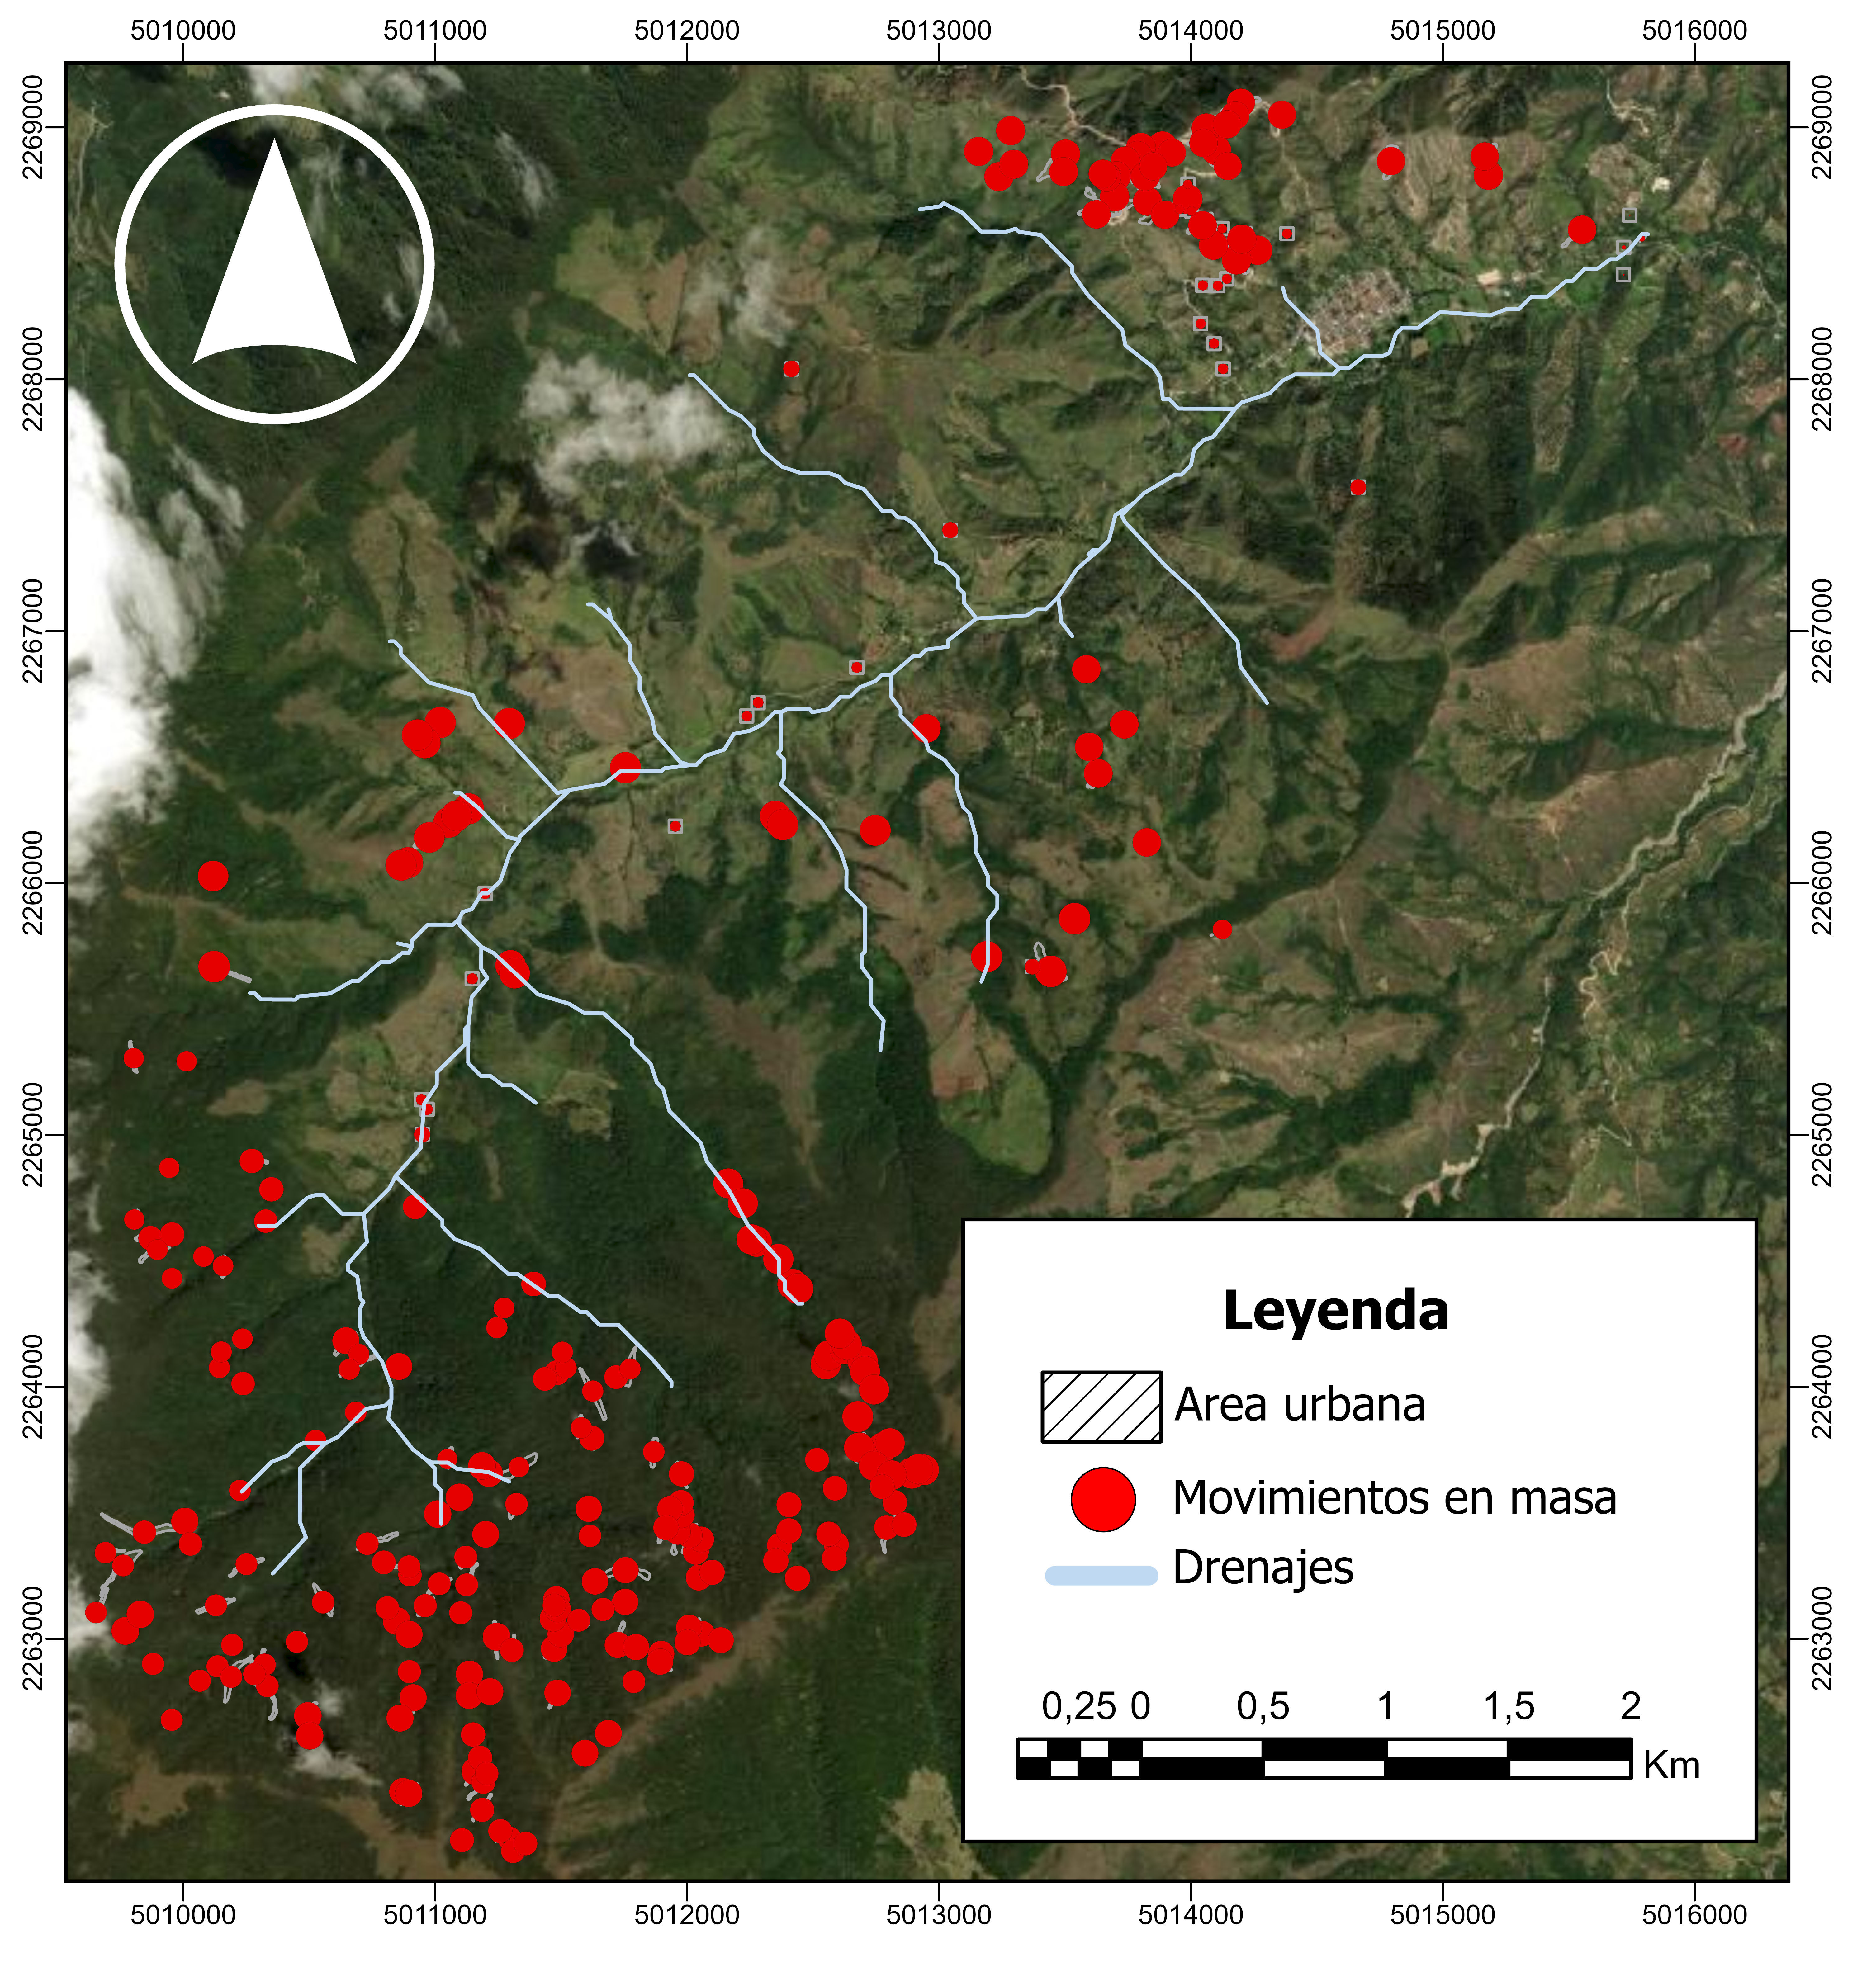 5010000 5011000 5012000 5013000 5014000 5015000 5016000
2269000 2269000
2268000 2268000
2267000 2267000
2266000 2266000
2265000 2265000
2264000 2264000
2263000 2263000
Leyenda
Area urbana
Movimientos en masa
Drenajes
0,25 0 0,5 1 1,5 2
Km
5010000 5011000 5012000 5013000 5014000 5015000 5016000